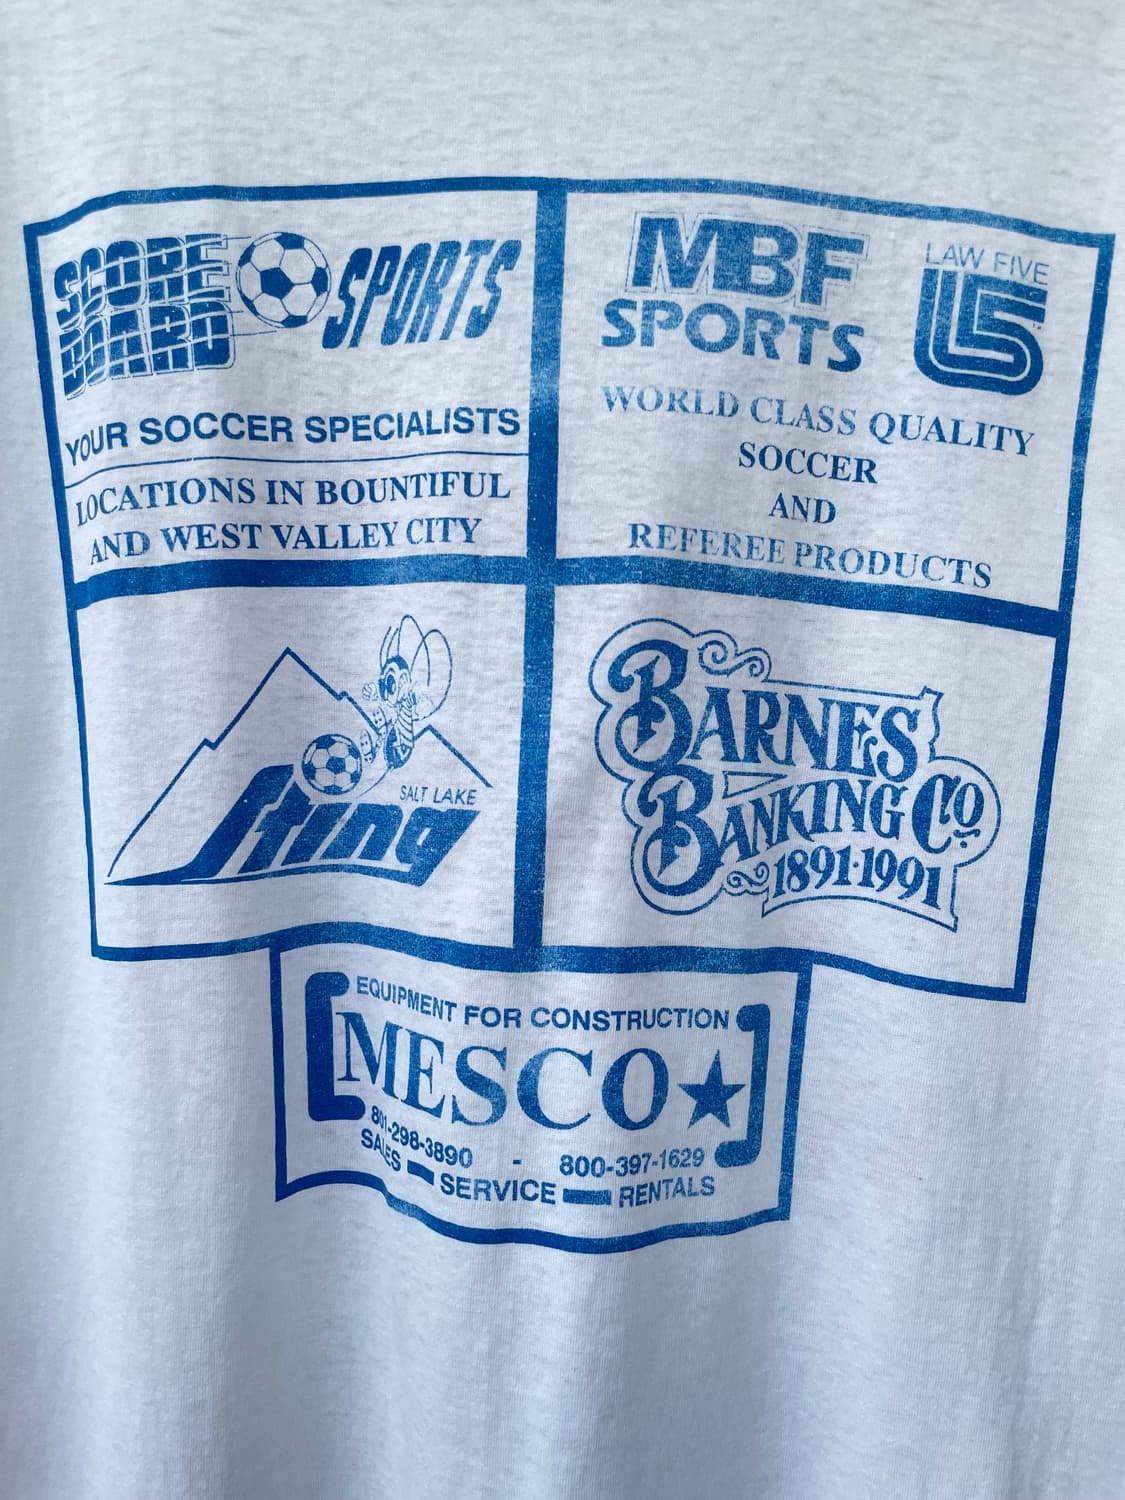 SCORE
BOARD
SPORTS
YOUR SOCCER SPECIALISTS
LOCATIONS IN BOUNTIFUL
AND WEST VALLEY CITY
MBF
SPORTS
LAW FIVE
L5
WORLD CLASS QUALITY
SOCCER
AND
REFEREE PRODUCTS
SALT LAKE
Sting
BARNES
BANKING CO.
1891·1991
EQUIPMENT FOR CONSTRUCTION
[MESCO★]
801-298-3890 - 800-397-1629
SALES — SERVICE — RENTALS